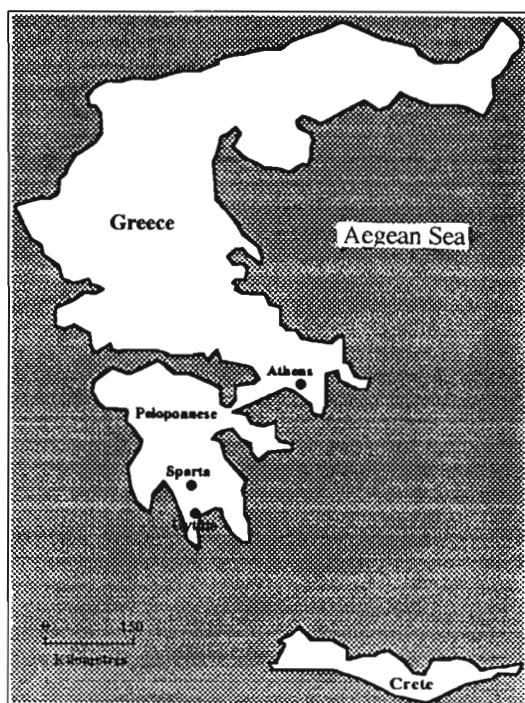 Greece
Aegean Sea
Athens
Peloponnese
Sparta
0 150
Kilometres
Crete